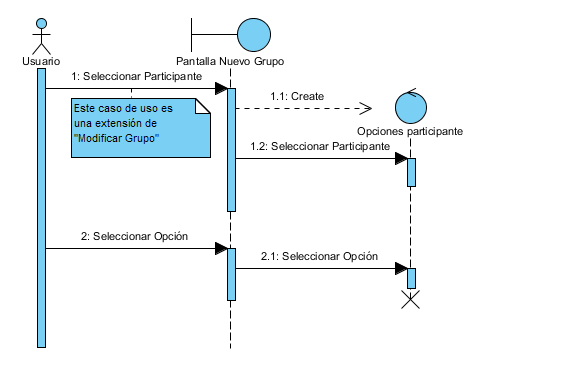 Usuario
Pantalla Nuevo Grupo
1: Seleccionar Participante
1.1: Create
Este caso de uso es
una extensión de
"Modificar Grupo"
Opciones participante
1.2: Seleccionar Participante
2: Seleccionar Opción
2.1: Seleccionar Opción